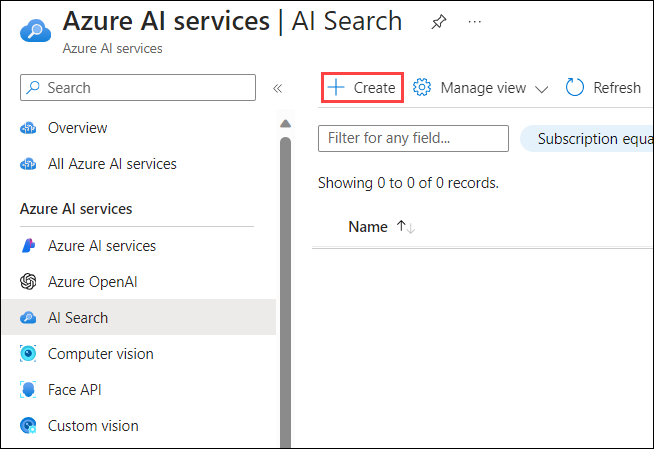 Azure AI services | AI Search
Azure AI services
Search
Overview
All Azure AI services
Azure AI services
Azure AI services
Azure OpenAI
AI Search
Computer vision
Face API
Custom vision
Create
Manage view
Refresh
Filter for any field...
Subscription equa
Showing 0 to 0 of 0 records.
Name